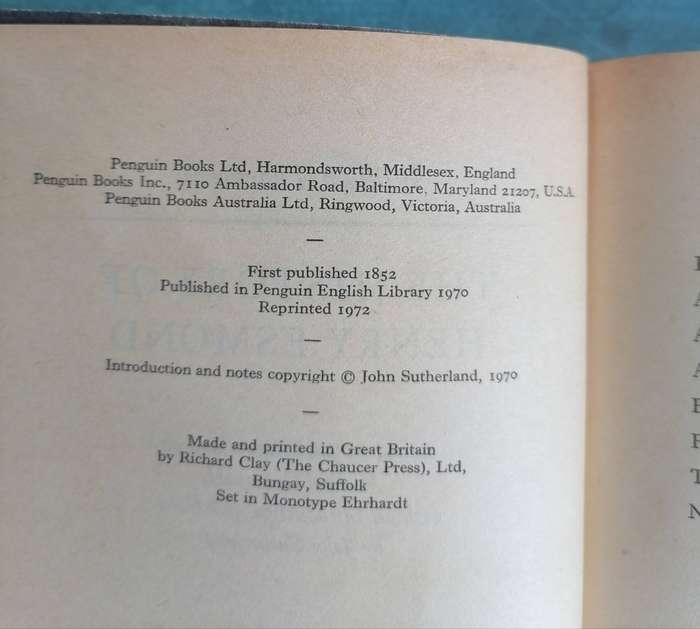 Penguin Books Ltd, Harmondsworth, Middlesex, England
Penguin Books Inc., 7110 Ambassador Road, Baltimore, Maryland 21207, U.S.A.
Penguin Books Australia Ltd, Ringwood, Victoria, Australia
—
First published 1852
Published in Penguin English Library 1970
Reprinted 1972
—
Introduction and notes copyright © John Sutherland, 1970
—
Made and printed in Great Britain
by Richard Clay (The Chaucer Press), Ltd,
Bungay, Suffolk
Set in Monotype Ehrhardt